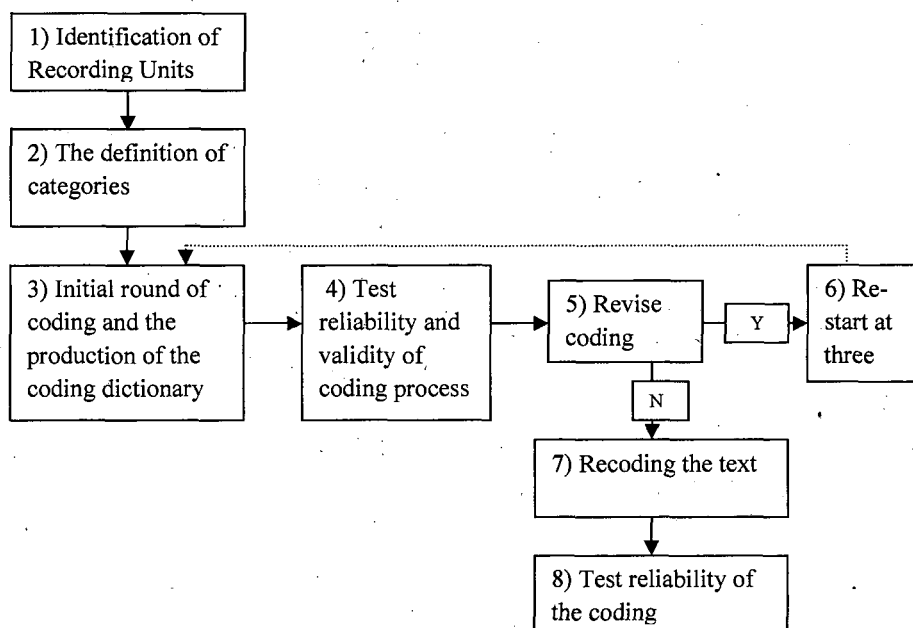 1) Identification of
Recording Units
2) The definition of
categories
3) Initial round of
coding and the
production of the
coding dictionary
4) Test
reliability and
validity of
coding process
5) Revise
coding
Y
6) Re-
start at
three
N
7) Recoding the text
8) Test reliability of
the coding